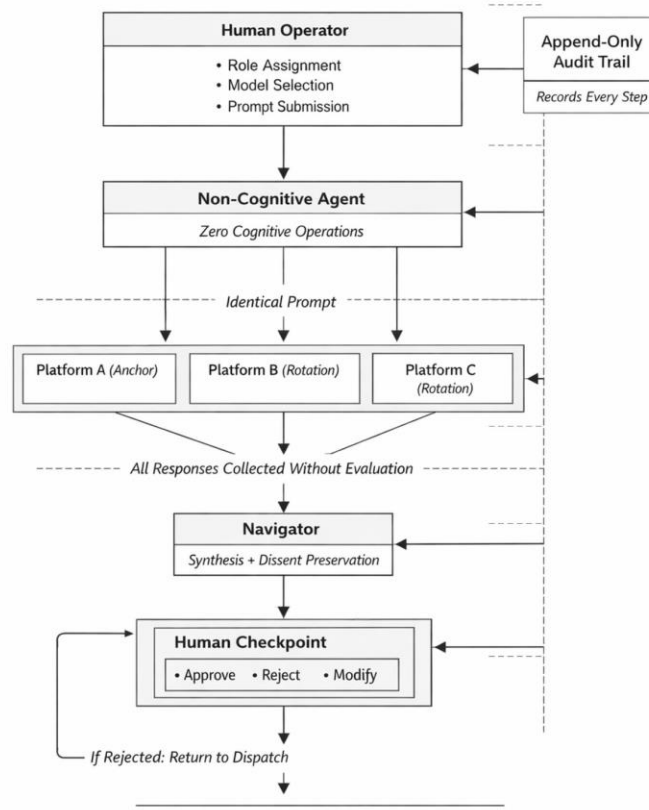 Human Operator
• Role Assignment
• Model Selection
• Prompt Submission
Append-Only
Audit Trail
Records Every Step
Non-Cognitive Agent
Zero Cognitive Operations
Identical Prompt
Platform A (Anchor)
Platform B (Rotation)
Platform C
(Rotation)
All Responses Collected Without Evaluation
Navigator
Synthesis + Dissent Preservation
Human Checkpoint
• Approve • Reject • Modify
If Rejected: Return to Dispatch